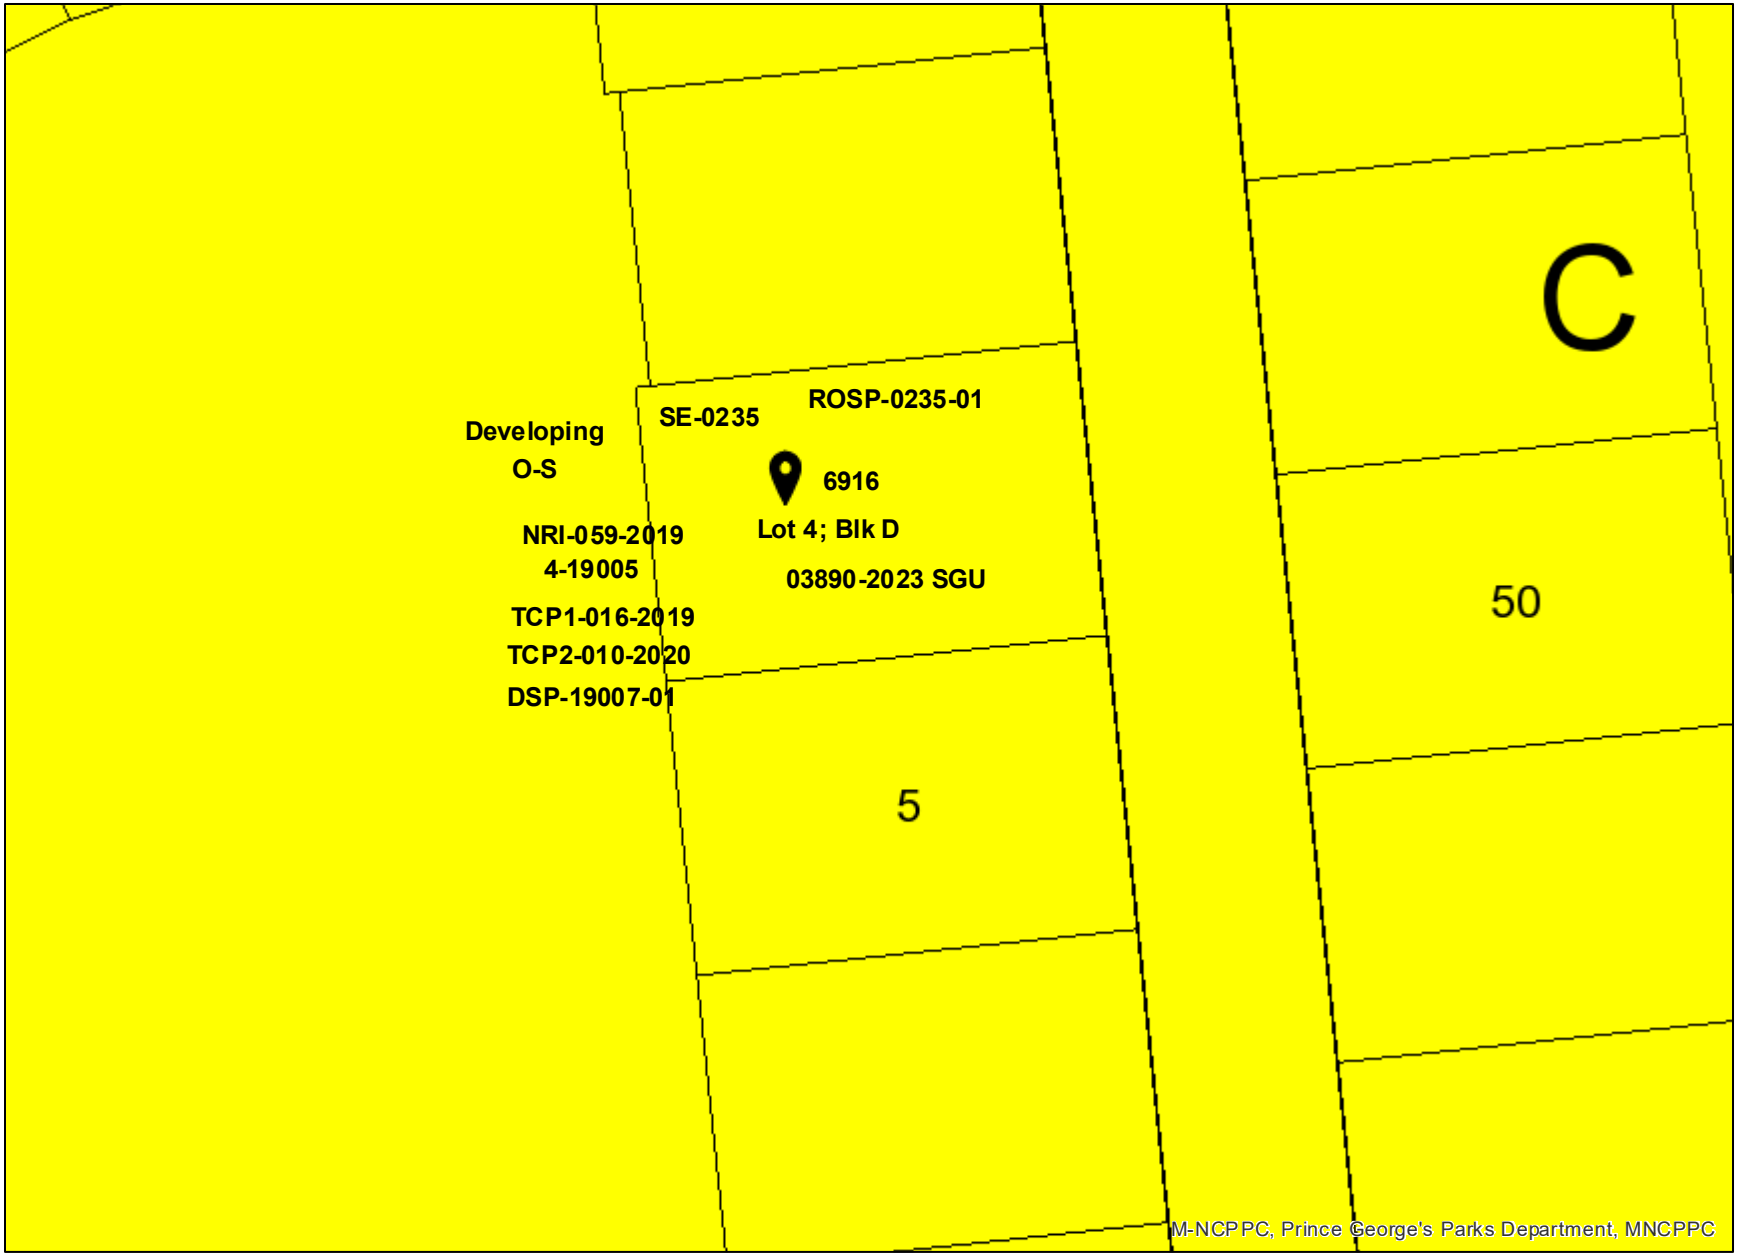 C
ROSP-0235-01
SE-0235
Developing
O-S
6916
Lot 4; Blk D
NRI-059-2019
4-19005
03890-2023 SGU
50
TCP1-016-2019
TCP2-010-2020
DSP-19007-01
5
M-NCPPC, Prince George's Parks Department, MNCPPC